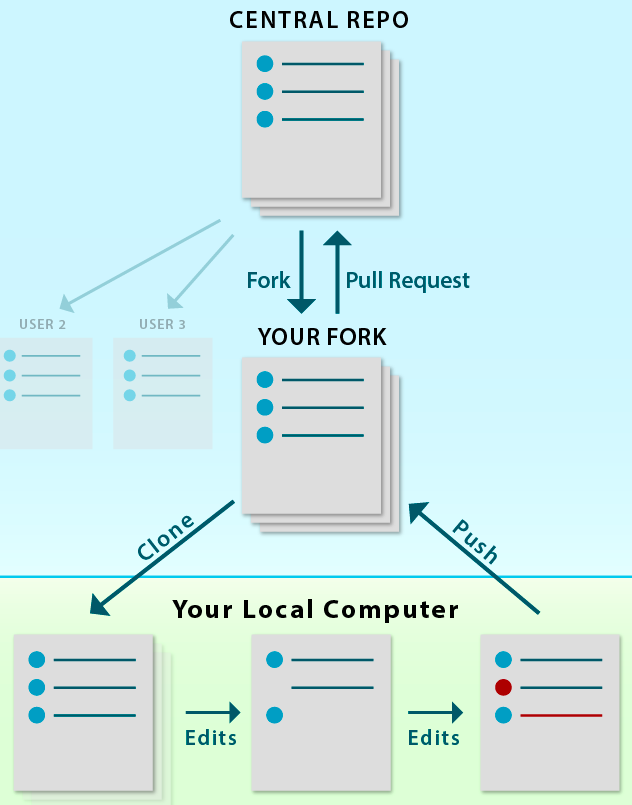 CENTRAL REPO
Fork
Pull Request
USER 2
USER 3
YOUR FORK
Clone
Push
Your Local Computer
Edits
Edits